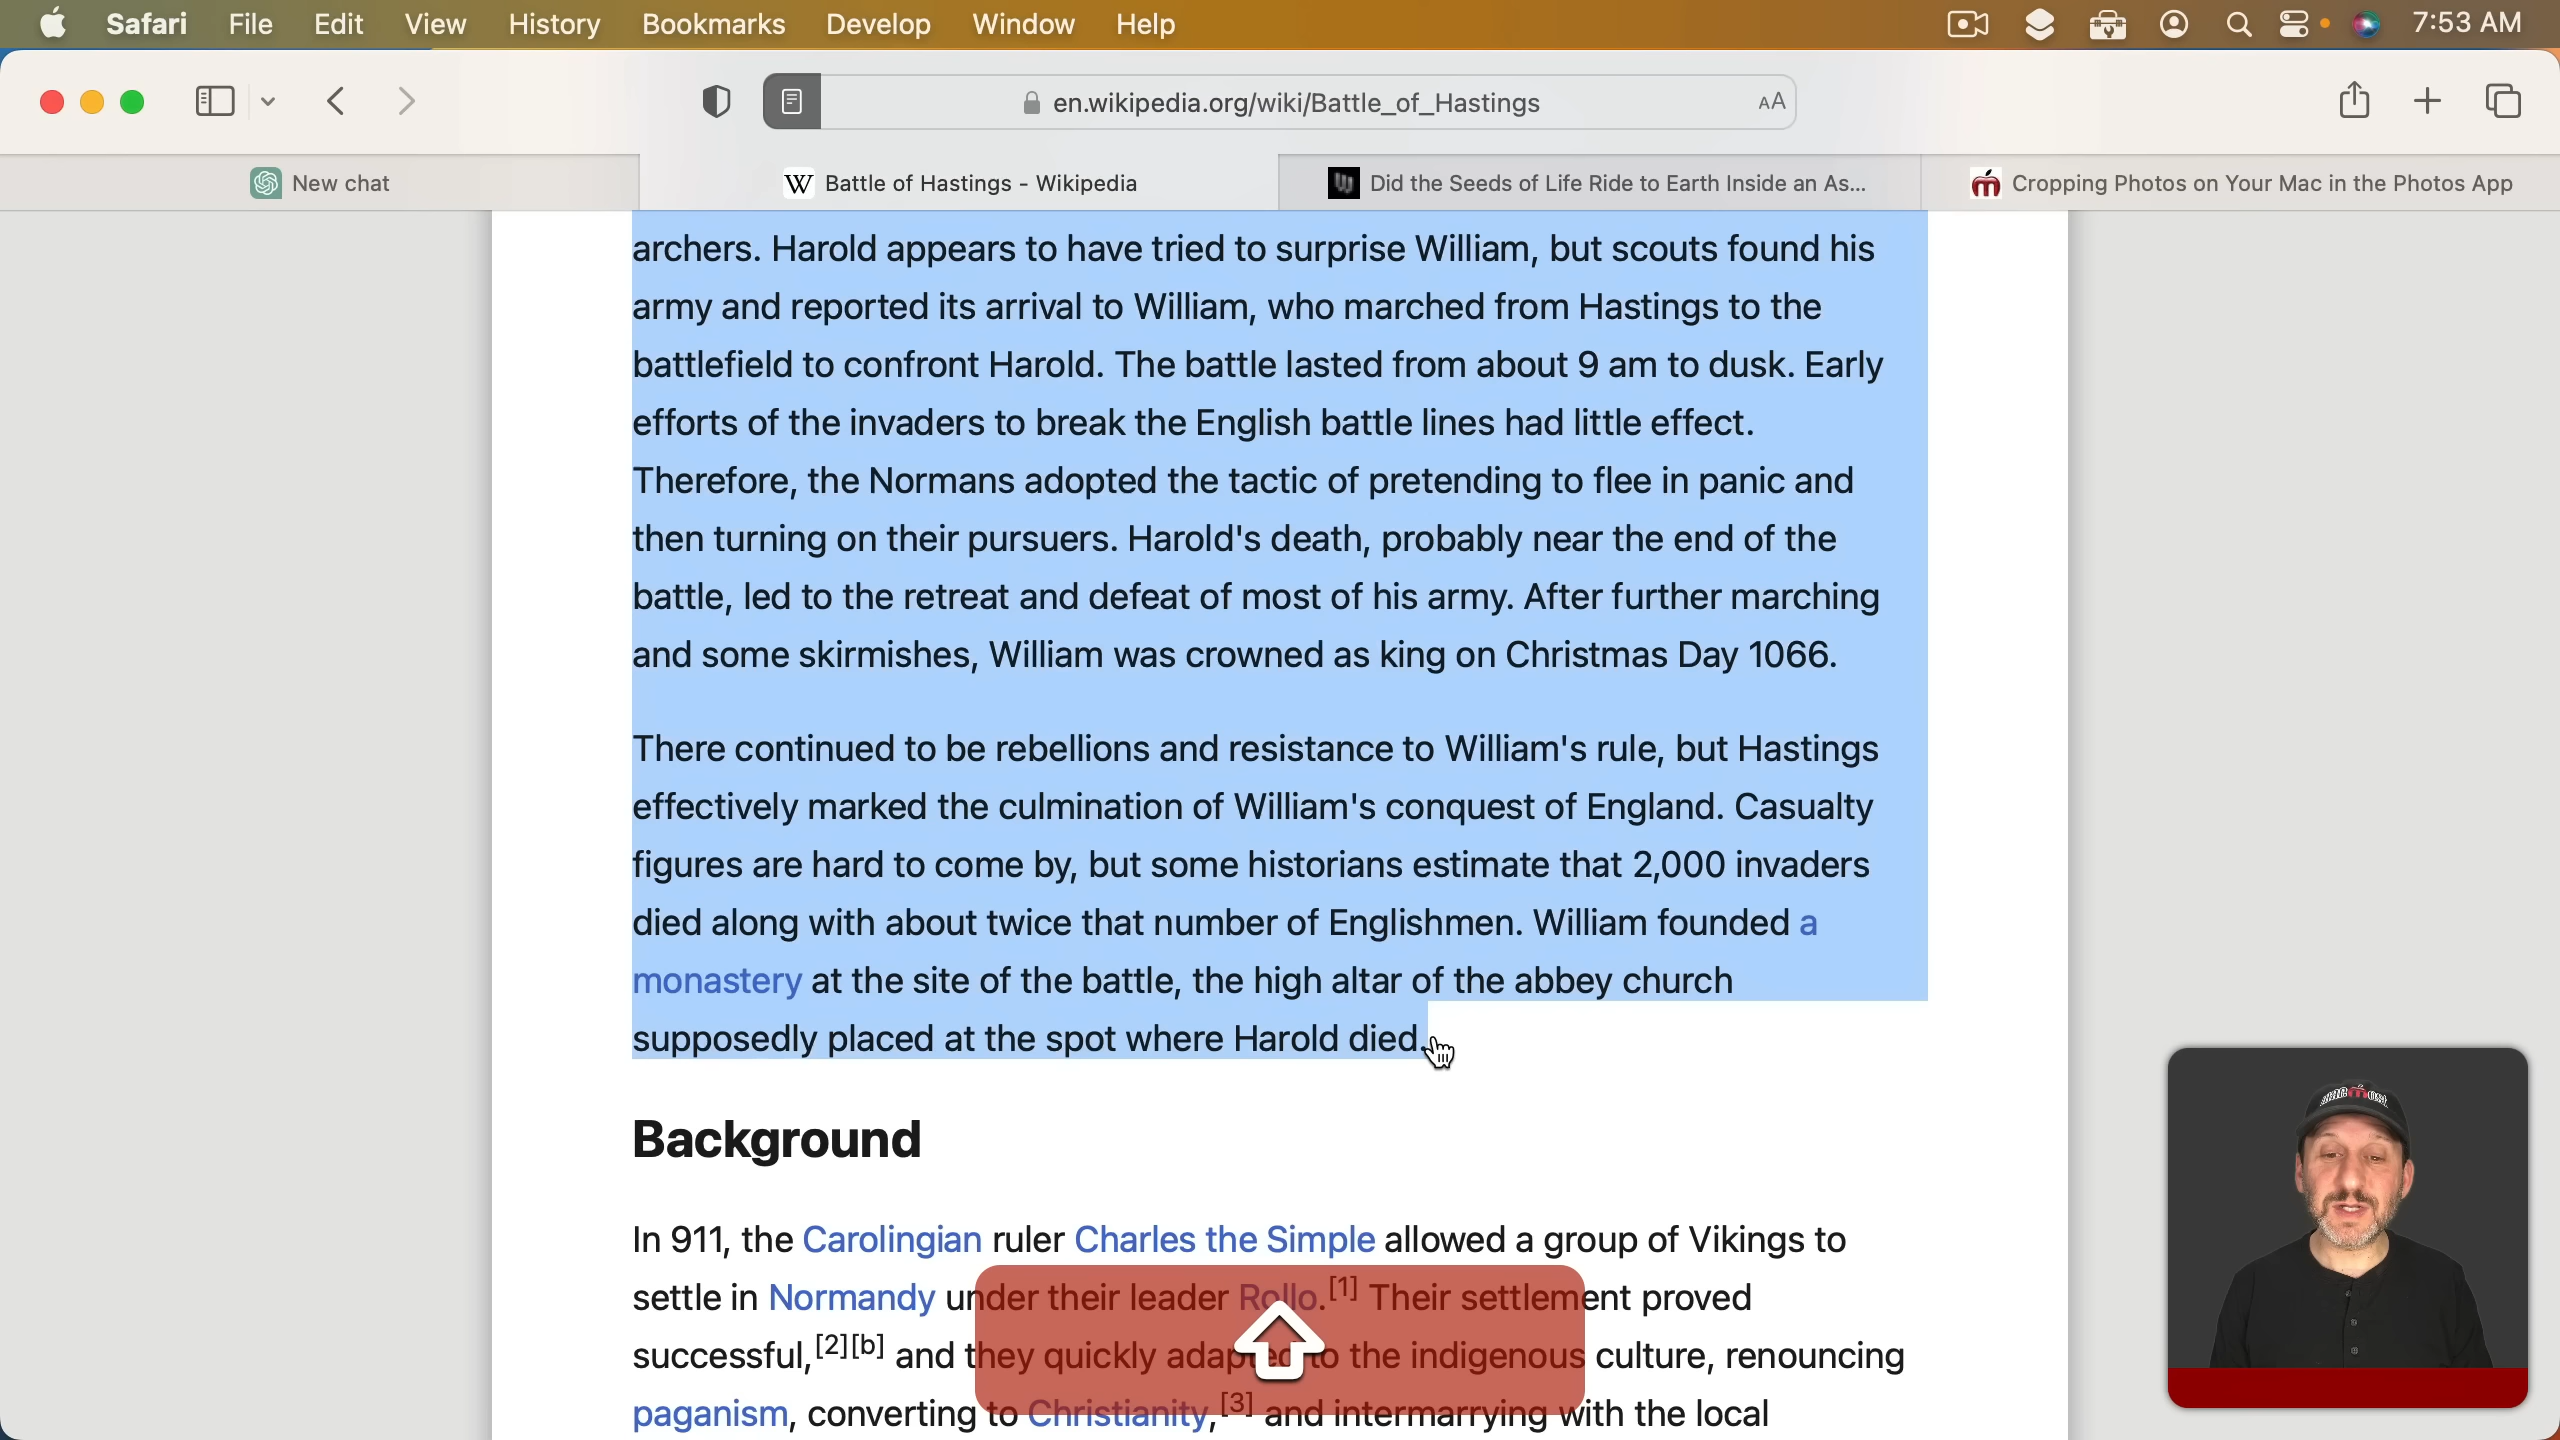 Safari File Edit View History Bookmarks Develop Window Help 7:53 AM
en.wikipedia.org/wiki/Battle_of_Hastings AA
New chat
W Battle of Hastings - Wikipedia
Did the Seeds of Life Ride to Earth Inside an As...
Cropping Photos on Your Mac in the Photos App
archers. Harold appears to have tried to surprise William, but scouts found his
army and reported its arrival to William, who marched from Hastings to the
battlefield to confront Harold. The battle lasted from about 9 am to dusk. Early
efforts of the invaders to break the English battle lines had little effect.
Therefore, the Normans adopted the tactic of pretending to flee in panic and
then turning on their pursuers. Harold's death, probably near the end of the
battle, led to the retreat and defeat of most of his army. After further marching
and some skirmishes, William was crowned as king on Christmas Day 1066.
There continued to be rebellions and resistance to William's rule, but Hastings
effectively marked the culmination of William's conquest of England. Casualty
figures are hard to come by, but some historians estimate that 2,000 invaders
died along with about twice that number of Englishmen. William founded a
monastery at the site of the battle, the high altar of the abbey church
supposedly placed at the spot where Harold died.
Background
In 911, the Carolingian ruler Charles the Simple allowed a group of Vikings to
settle in Normandy under their leader Rollo.[1] Their settlement proved
successful,[2][b] and they quickly adapted to the indigenous culture, renouncing
paganism, converting to Christianity,[3] and intermarrying with the local